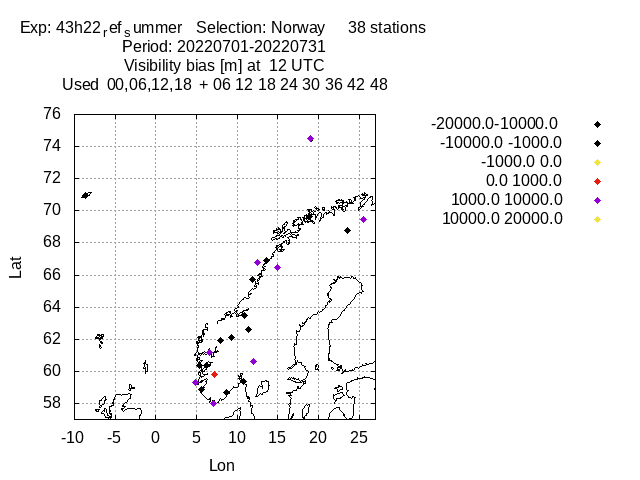 Exp: 43h22ref summer Selection: Norway 38 stations
Period: 20220701-20220731
Visibility bias [m] at 12 UTC
Used 00,06,12,18 + 06 12 18 24 30 36 42 48
76
74
72
70
68
66
64
62
60
58
-10 -5 0 5 10 15 20 25
Lat
Lon
-20000.0-10000.0
-10000.0 -1000.0
-1000.0 0.0
0.0 1000.0
1000.0 10000.0
10000.0 20000.0